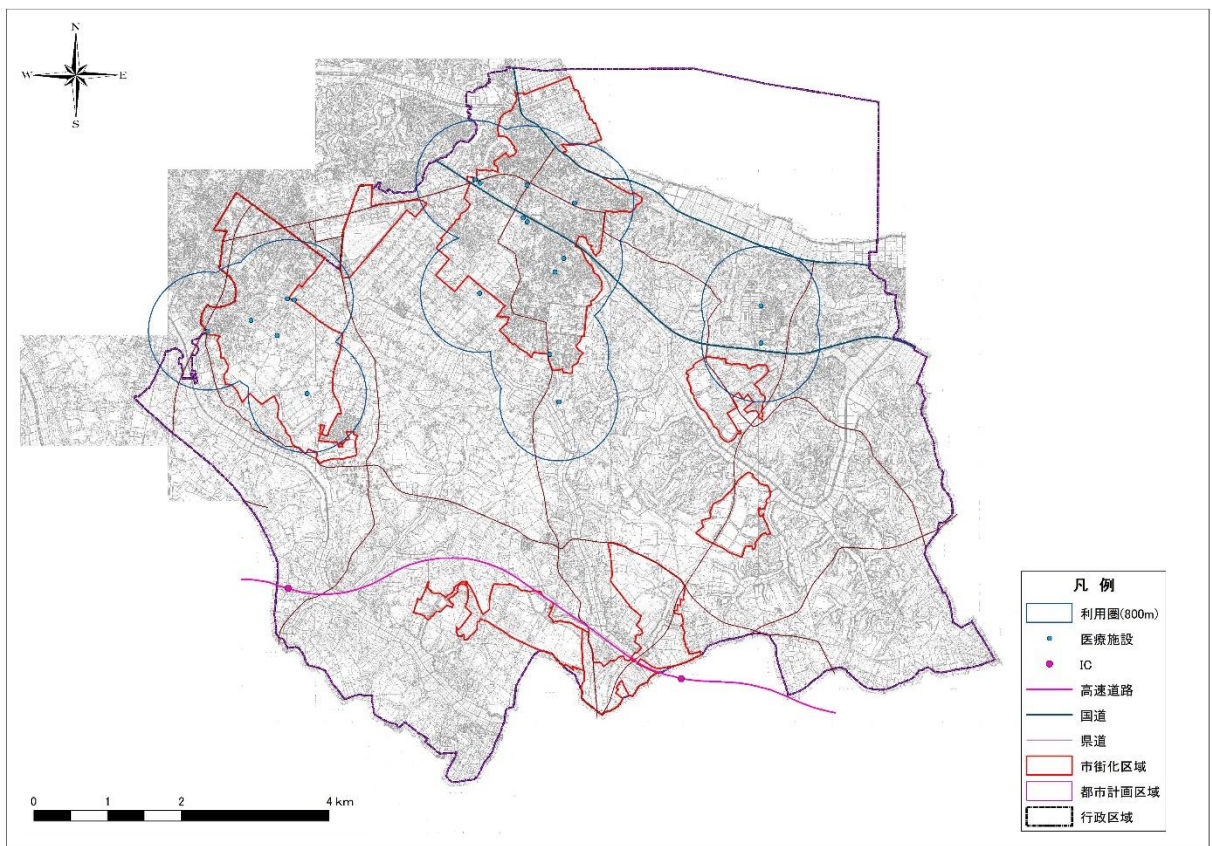 N
W E
S
凡 例
利用圏(800m)
医療施設
IC
高速道路
国道
県道
市街化区域
都市計画区域
行政区域
0 1 2 4 km